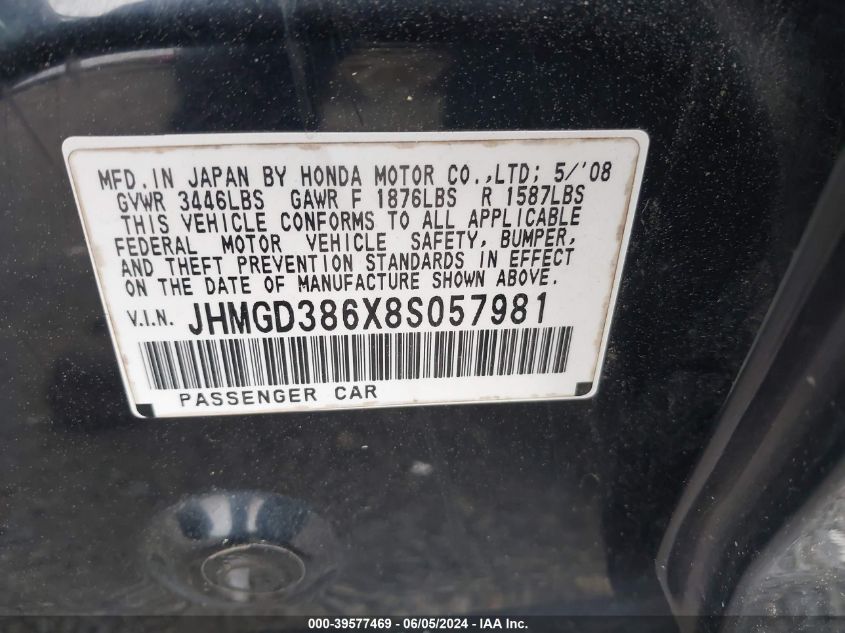 MFD. IN JAPAN BY HONDA MOTOR CO.,LTD; 5/'08
GVWR 3446LBS GAWR F 1876LBS R 1587LBS
THIS VEHICLE CONFORMS TO ALL APPLICABLE
FEDERAL MOTOR VEHICLE SAFETY, BUMPER,
AND THEFT PREVENTION STANDARDS IN EFFECT
ON THE DATE OF MANUFACTURE SHOWN ABOVE.
V.I.N. JHMGD386X8S057981
PASSENGER CAR
000-39577469 - 06/05/2024 - IAA Inc.